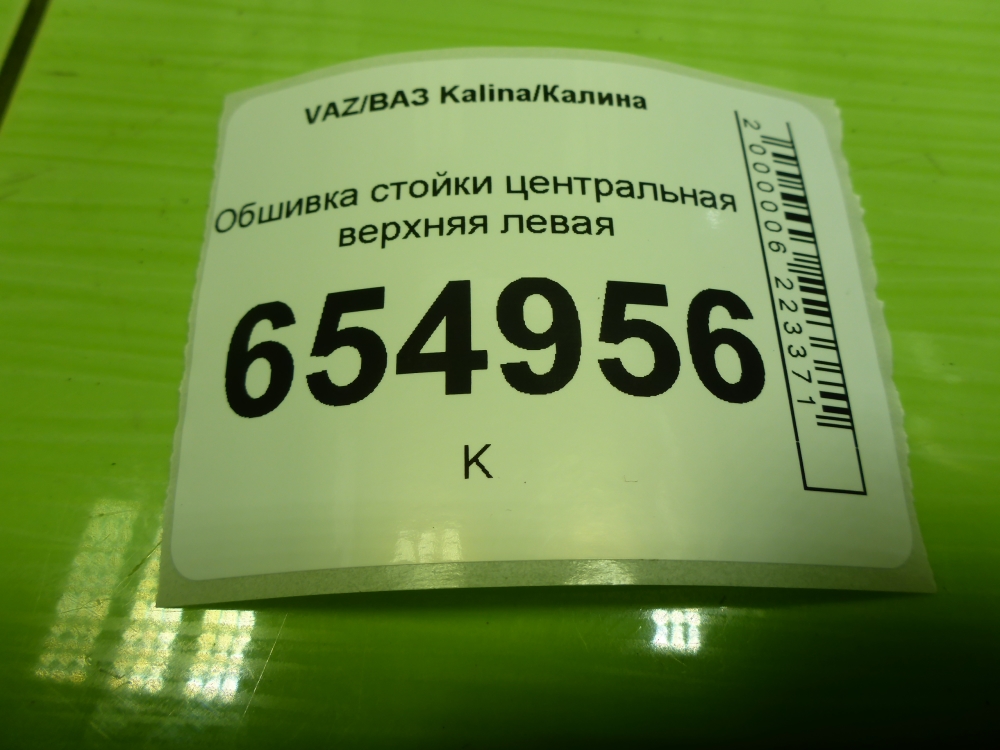 VAZ/ВАЗ Kalina/Калина
Обшивка стойки центральная
верхняя левая
654956
К
2000006223371